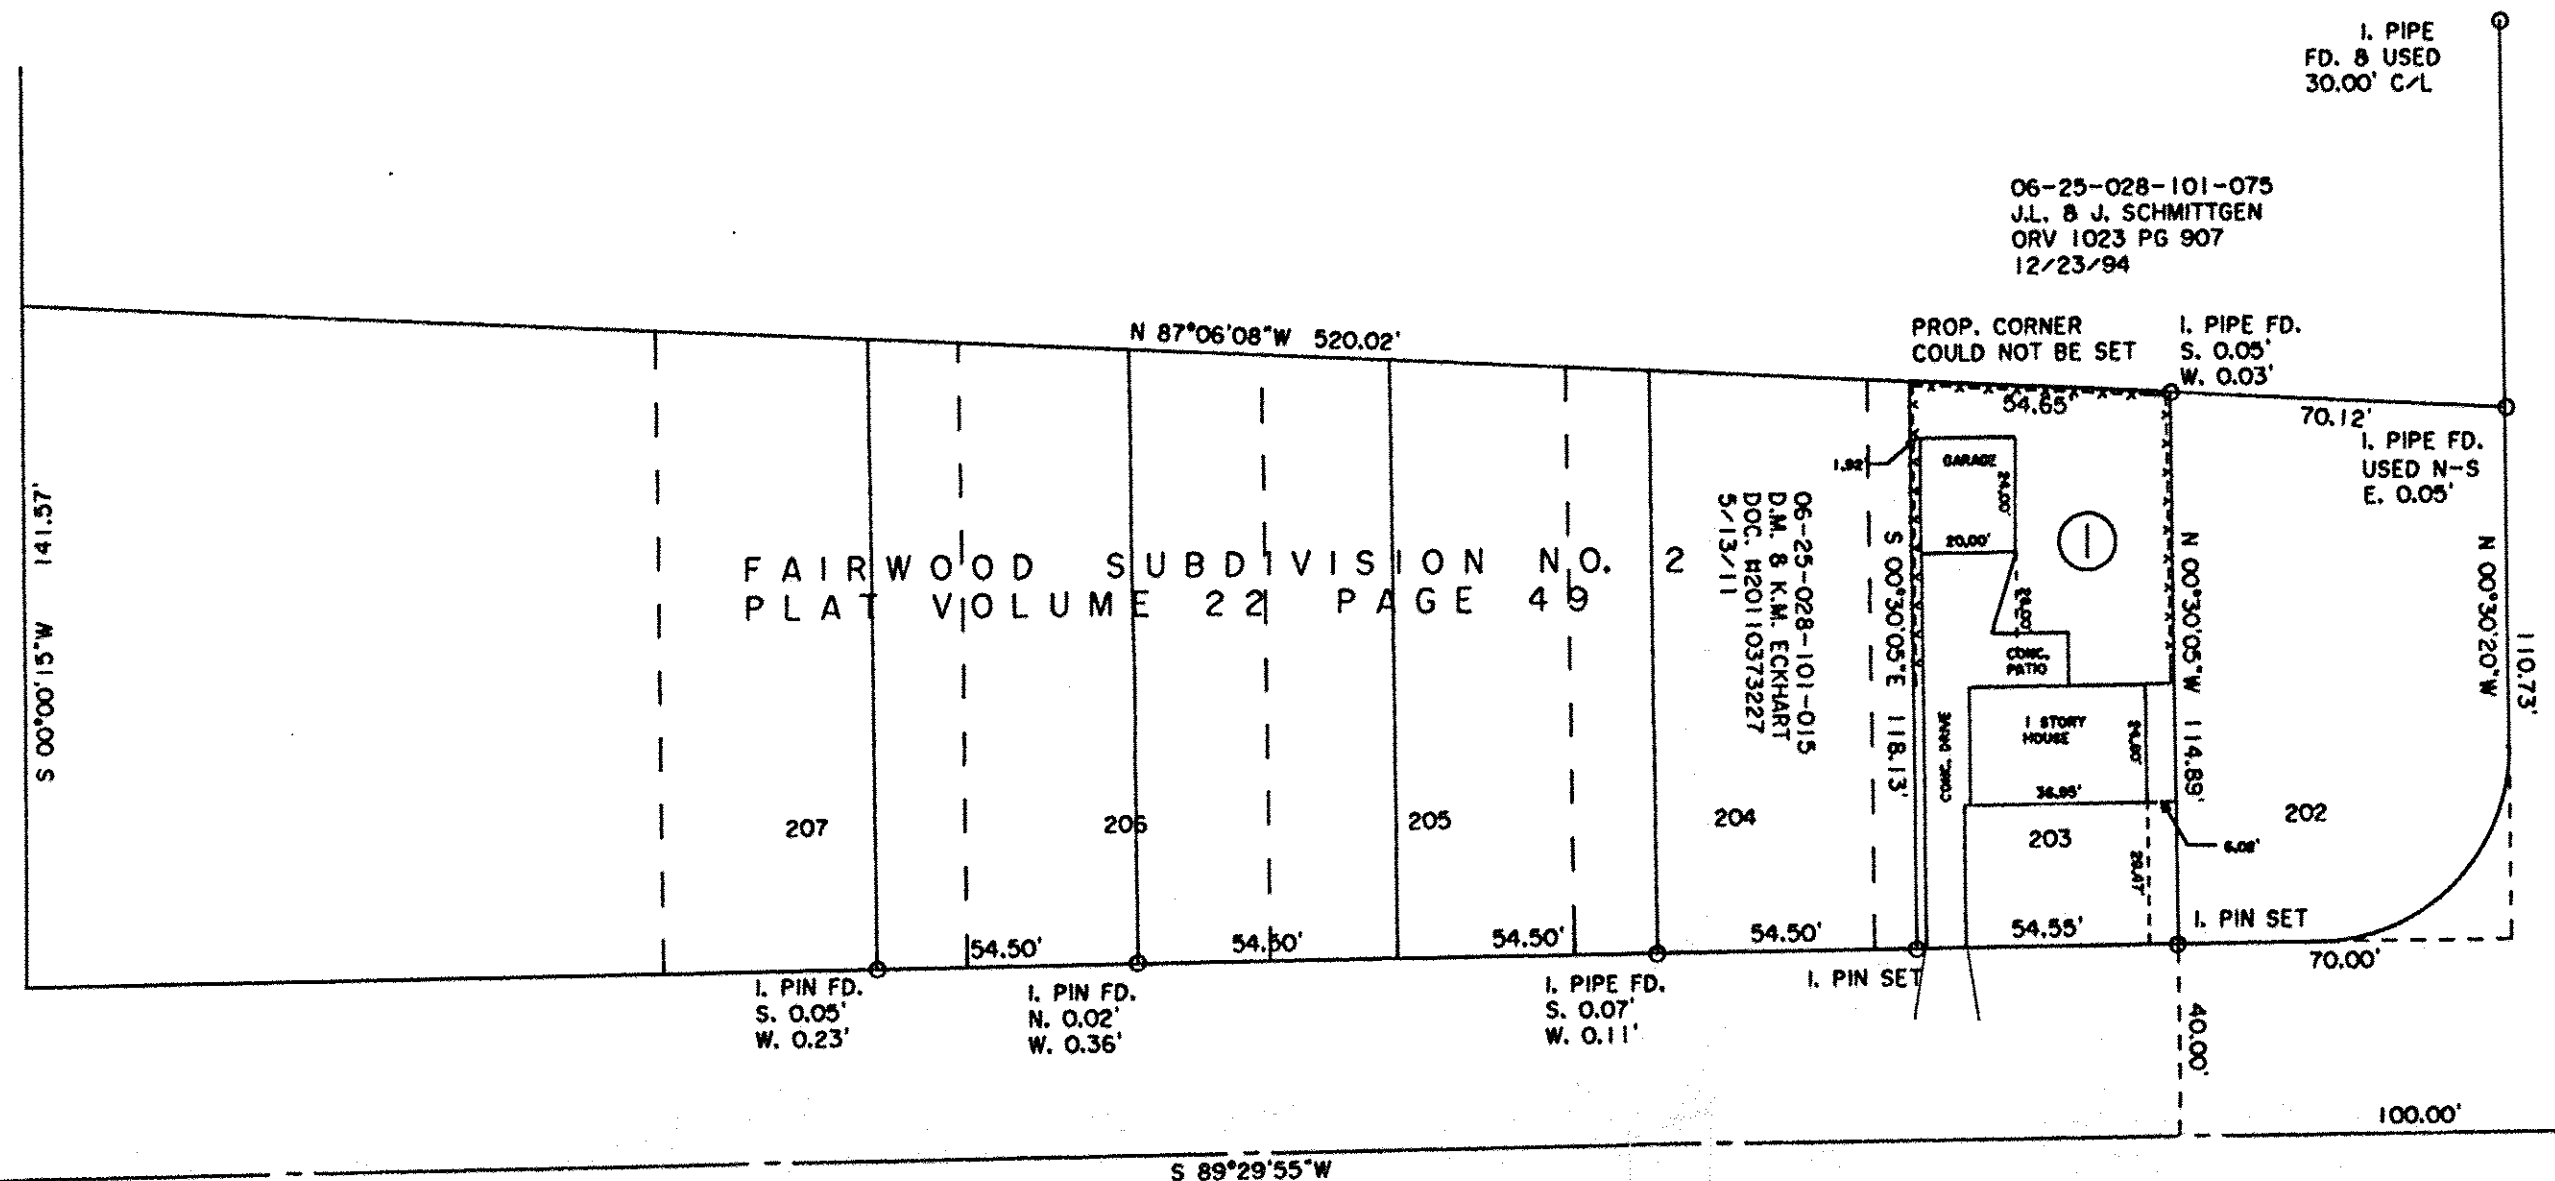 I. PIPE
FD. & USED
30.00' C/L
06-25-028-101-075
J.L. & J. SCHMITTGEN
ORV 1023 PG 907
12/23/94
PROP. CORNER
COULD NOT BE SET
I. PIPE FD.
S. 0.05'
W. 0.03'
N 87°06'08"W 520.02'
54.65'
70.12'
I. PIPE FD.
USED N-S
E. 0.05'
1.92'
GARAGE
24.00'
20.00'
1
S 00°00'15"W 141.57'
FAIRWOOD SUBDIVISION NO. 2
PLAT VOLUME 22 PAGE 49
06-25-028-101-015
D.M. & K.M. ECKHART
DOC. #20110373227
5/13/11
S 00°30'05"E 118.13'
N 00°30'05"W 114.89'
N 00°30'20"W
110.73'
28.00'
CONC.
PATIO
CONC. DRIVE
1 STORY
HOUSE
36.95'
207
206
205
204
203
202
6.08'
54.50'
54.50'
54.50'
54.50'
54.55'
I. PIN SET
70.00'
I. PIN FD.
S. 0.05'
W. 0.23'
I. PIN FD.
N. 0.02'
W. 0.36'
I. PIPE FD.
S. 0.07'
W. 0.11'
I. PIN SET
40.00'
100.00'
S 89°29'55"W